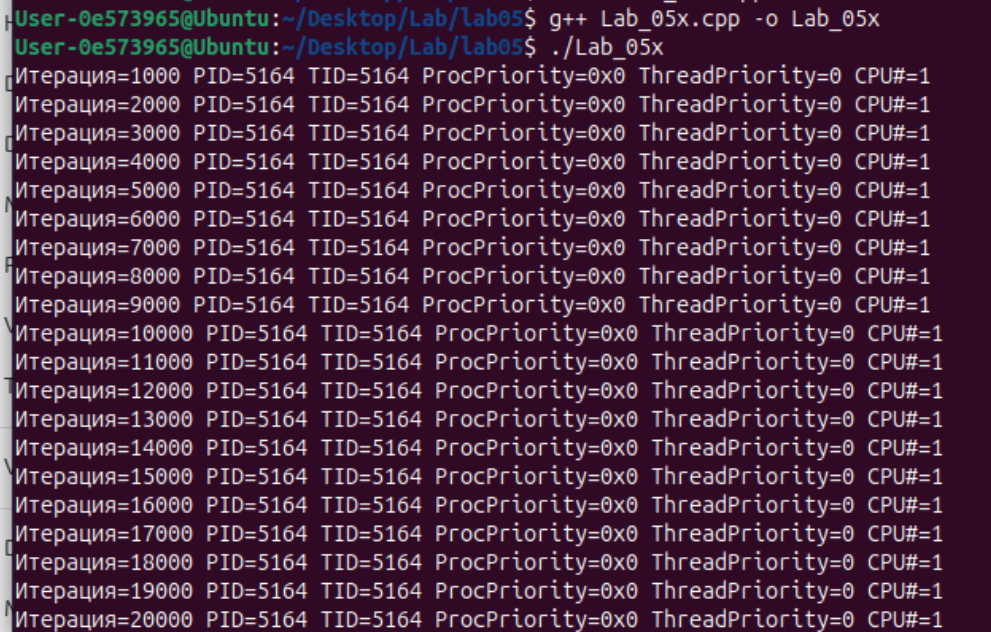 User-0e573965@Ubuntu:~/Desktop/Lab/lab05$ g++ Lab_05x.cpp -o Lab_05x
User-0e573965@Ubuntu:~/Desktop/Lab/lab05$ ./Lab_05x
Итерация=1000 PID=5164 TID=5164 ProcPriority=0x0 ThreadPriority=0 CPU#=1
Итерация=2000 PID=5164 TID=5164 ProcPriority=0x0 ThreadPriority=0 CPU#=1
Итерация=3000 PID=5164 TID=5164 ProcPriority=0x0 ThreadPriority=0 CPU#=1
Итерация=4000 PID=5164 TID=5164 ProcPriority=0x0 ThreadPriority=0 CPU#=1
Итерация=5000 PID=5164 TID=5164 ProcPriority=0x0 ThreadPriority=0 CPU#=1
Итерация=6000 PID=5164 TID=5164 ProcPriority=0x0 ThreadPriority=0 CPU#=1
Итерация=7000 PID=5164 TID=5164 ProcPriority=0x0 ThreadPriority=0 CPU#=1
Итерация=8000 PID=5164 TID=5164 ProcPriority=0x0 ThreadPriority=0 CPU#=1
Итерация=9000 PID=5164 TID=5164 ProcPriority=0x0 ThreadPriority=0 CPU#=1
Итерация=10000 PID=5164 TID=5164 ProcPriority=0x0 ThreadPriority=0 CPU#=1
Итерация=11000 PID=5164 TID=5164 ProcPriority=0x0 ThreadPriority=0 CPU#=1
Итерация=12000 PID=5164 TID=5164 ProcPriority=0x0 ThreadPriority=0 CPU#=1
Итерация=13000 PID=5164 TID=5164 ProcPriority=0x0 ThreadPriority=0 CPU#=1
Итерация=14000 PID=5164 TID=5164 ProcPriority=0x0 ThreadPriority=0 CPU#=1
Итерация=15000 PID=5164 TID=5164 ProcPriority=0x0 ThreadPriority=0 CPU#=1
Итерация=16000 PID=5164 TID=5164 ProcPriority=0x0 ThreadPriority=0 CPU#=1
Итерация=17000 PID=5164 TID=5164 ProcPriority=0x0 ThreadPriority=0 CPU#=1
Итерация=18000 PID=5164 TID=5164 ProcPriority=0x0 ThreadPriority=0 CPU#=1
Итерация=19000 PID=5164 TID=5164 ProcPriority=0x0 ThreadPriority=0 CPU#=1
Итерация=20000 PID=5164 TID=5164 ProcPriority=0x0 ThreadPriority=0 CPU#=1